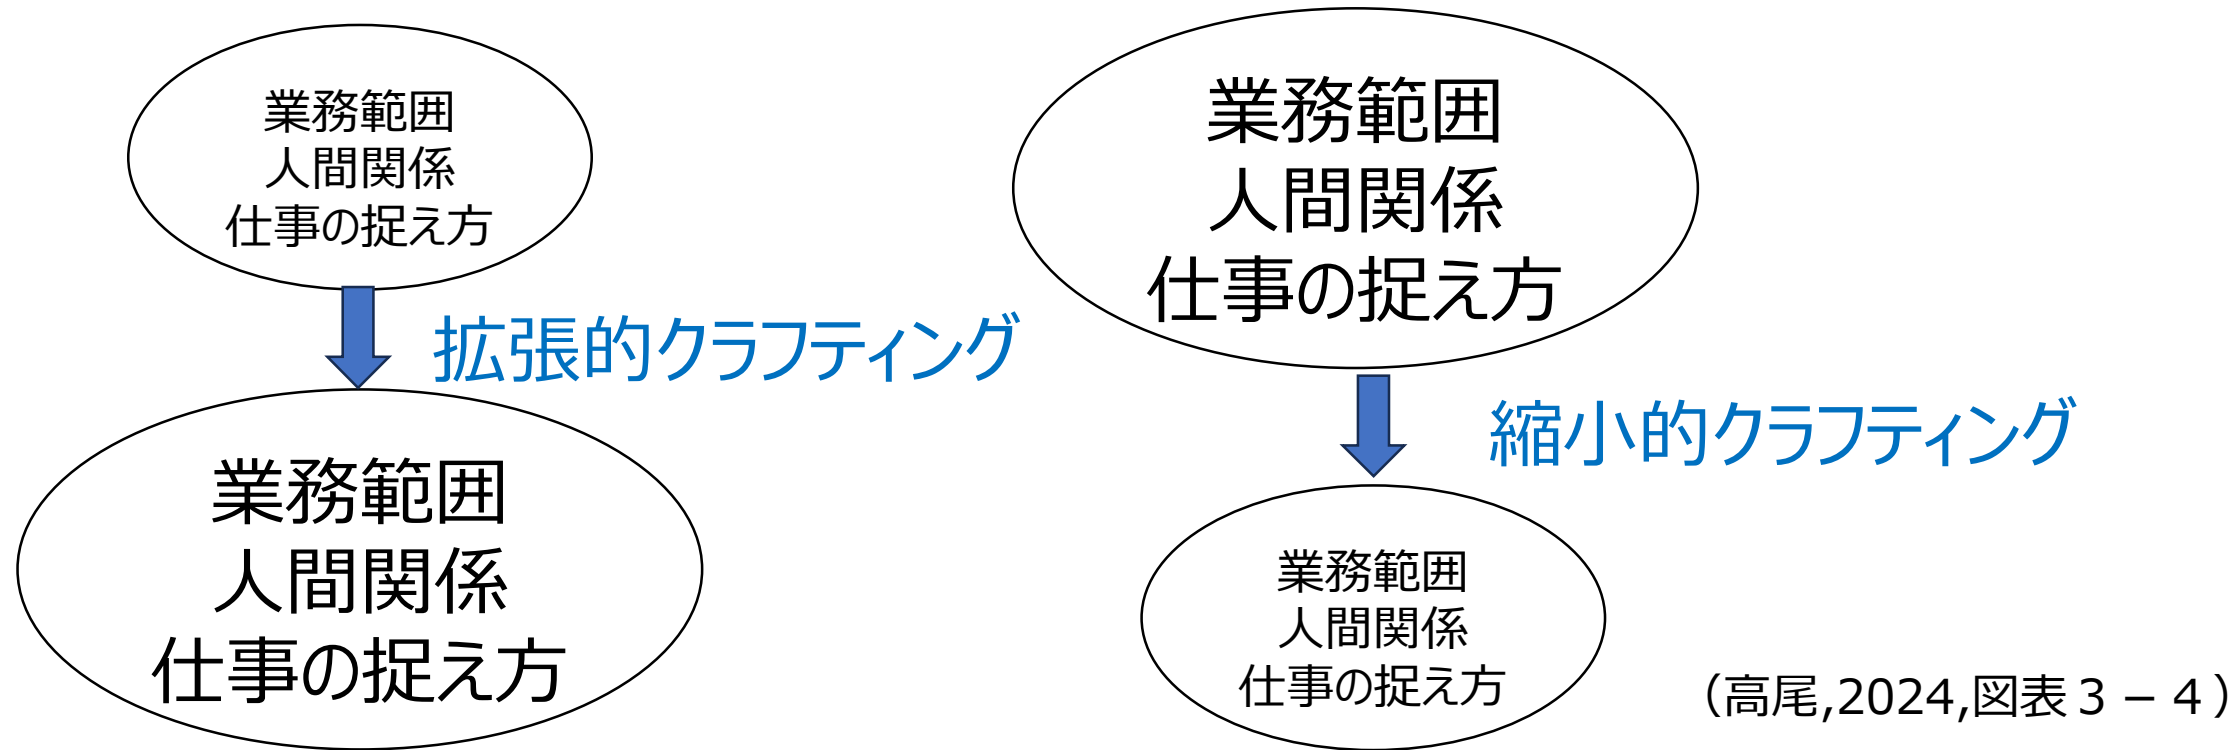 業務範囲
人間関係
仕事の捉え方
拡張的クラフティング
業務範囲
人間関係
仕事の捉え方
業務範囲
人間関係
仕事の捉え方
縮小的クラフティング
業務範囲
人間関係
仕事の捉え方
（高尾,2024,図表３－４）